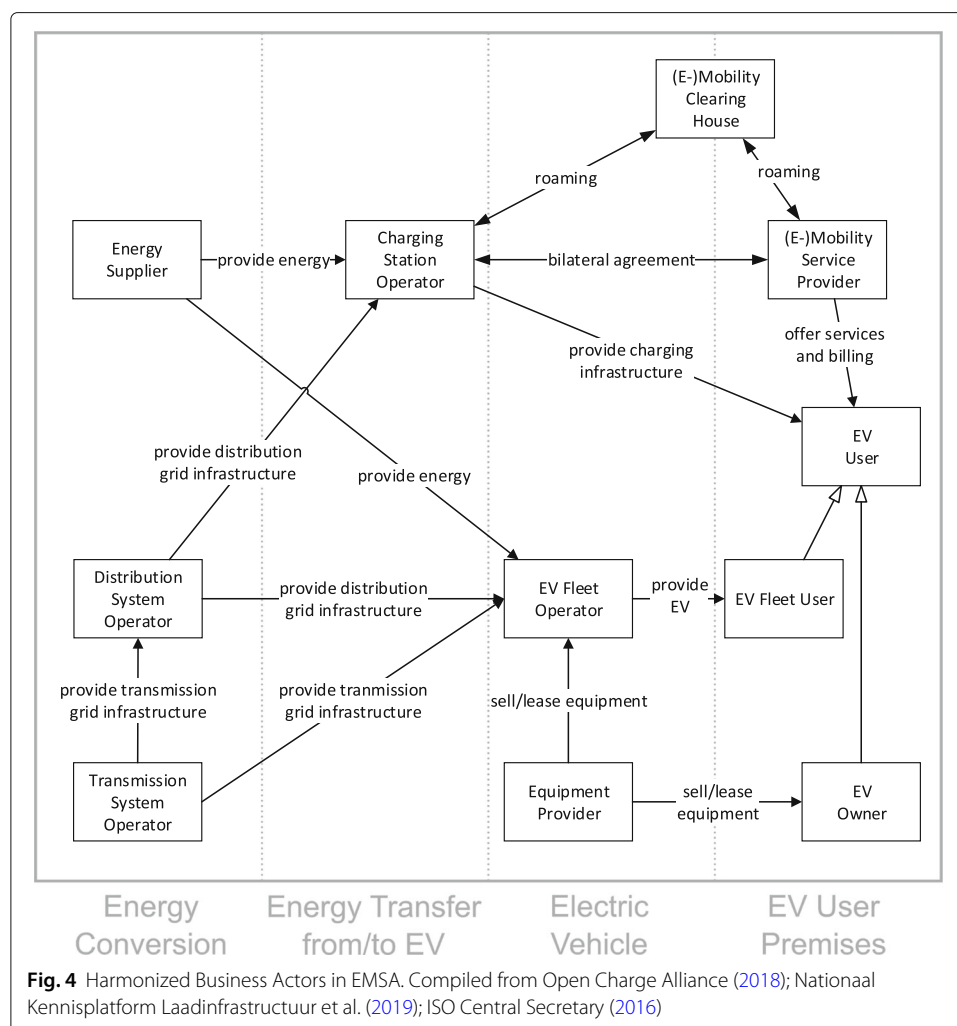 (E-)Mobility
Clearing
House
roaming
roaming
Energy
Supplier
provide energy
Charging
Station
Operator
bilateral agreement
(E-)Mobility
Service
Provider
offer services
and billing
provide charging
infrastructure
EV
User
provide distribution
grid infrastructure
provide energy
Distribution
System
Operator
provide distribution
grid infrastructure
EV Fleet
Operator
provide
EV
EV Fleet User
provide transmission
grid infrastructure
provide tranmission
grid infrastructure
sell/lease equipment
Transmission
System
Operator
Equipment
Provider
sell/lease
equipment
EV
Owner
Energy
Conversion
Energy Transfer
from/to EV
Electric
Vehicle
EV User
Premises
Fig. 4 Harmonized Business Actors in EMSA. Compiled from Open Charge Alliance (2018); Nationaal
Kennisplatform Laadinfrastructuur et al. (2019); ISO Central Secretary (2016)